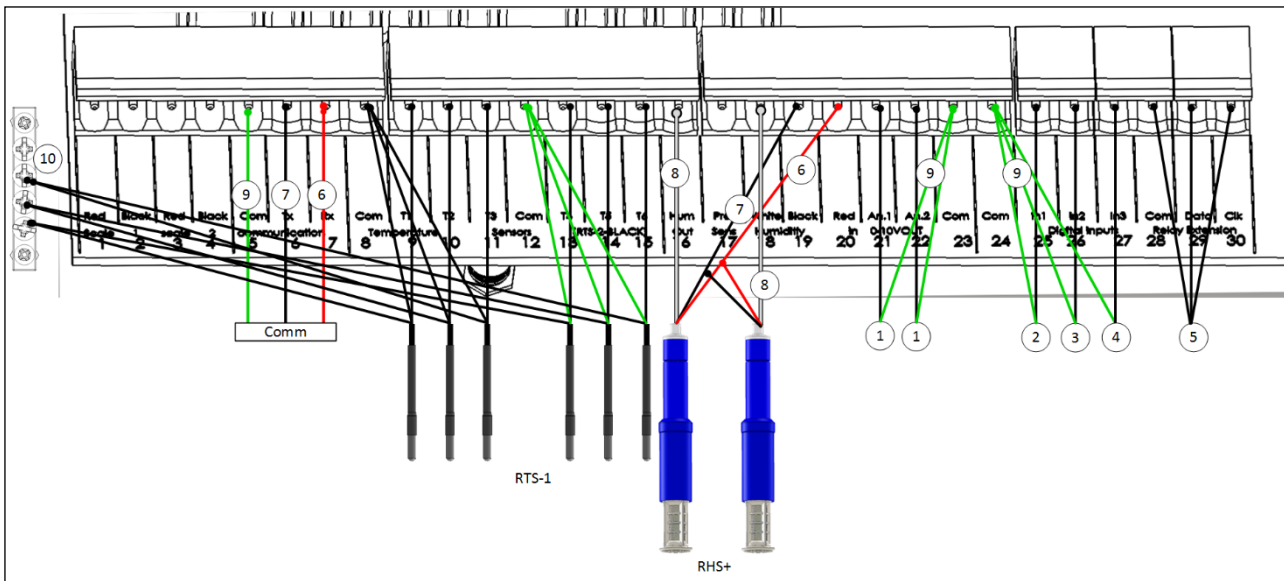 10
9
7
6
8
7
6
8
9
9
Red
Black
Red
Black
Com
Tx
Rx
Com
T1
T2
T3
Com
T4
T5
T6
Hum
White
Black
Red
An.1
An.2
Com
Com
In1
In2
In3
Com
Data
Clk
scale
1
scale
2
Communication
Temperature
Sensors
RTS-2-BLACK
Out
Sens
Humidity
in
0-10VOLT
Digital Inputs
Relay Extension
1
2
3
4
5
6
7
8
9
10
11
12
13
14
15
17
18
19
20
21
22
23
24
25
26
27
28
29
30
Comm
1
1
2
3
4
5
RTS-1
RHS+